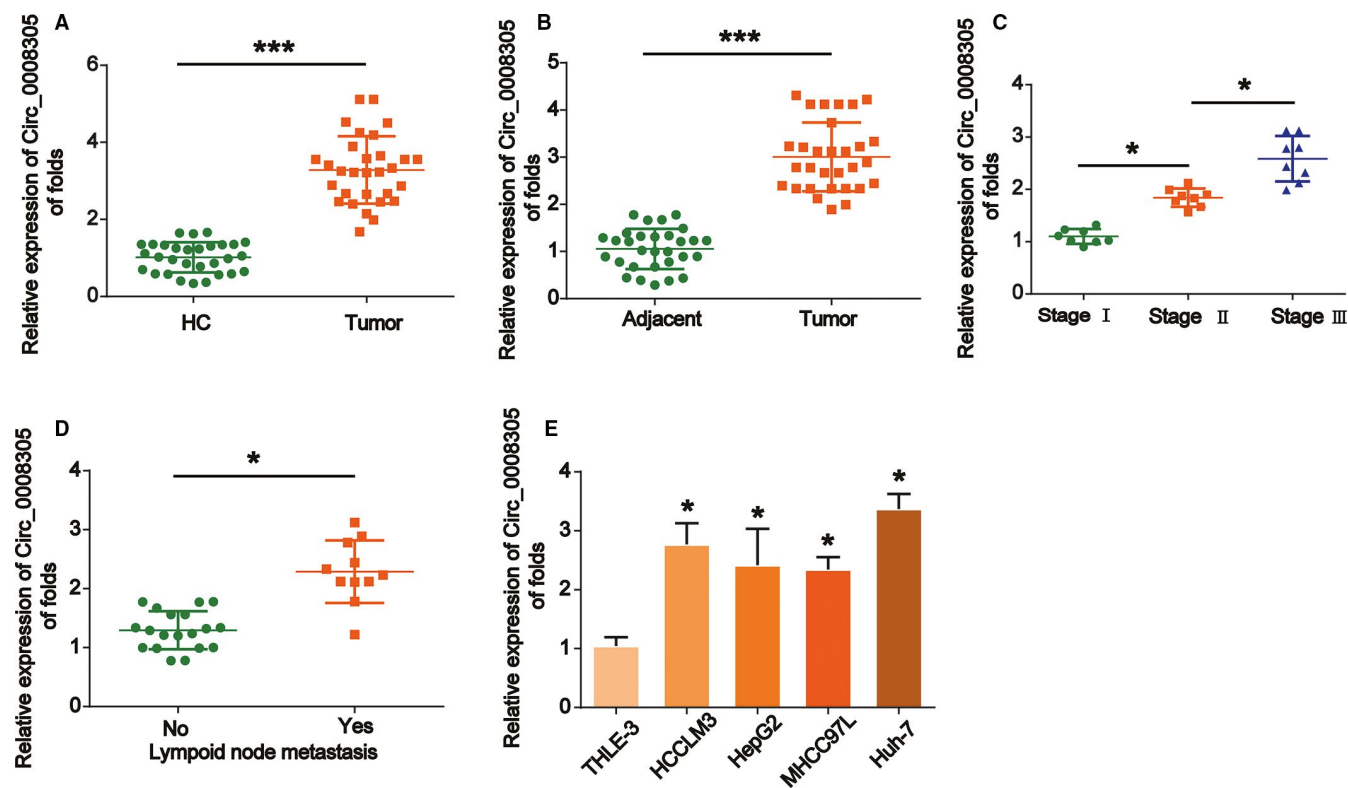 A
Relative expression of Circ_0008305
of folds
***
6
4
2
0
HC
Tumor
B
Relative expression of Circ_0008305
of folds
***
5
4
3
2
1
0
Adjacent
Tumor
C
Relative expression of Circ_0008305
of folds
*
*
4
3
2
1
0
Stage Ⅰ
Stage Ⅱ
Stage Ⅲ
D
Relative expression of Circ_0008305
of folds
*
4
3
2
1
0
No
Yes
Lympoid node metastasis
E
Relative expression of Circ_0008305
of folds
*
*
*
*
4
3
2
1
0
THLE-3
HCCLM3
HepG2
MHCC97L
Huh-7